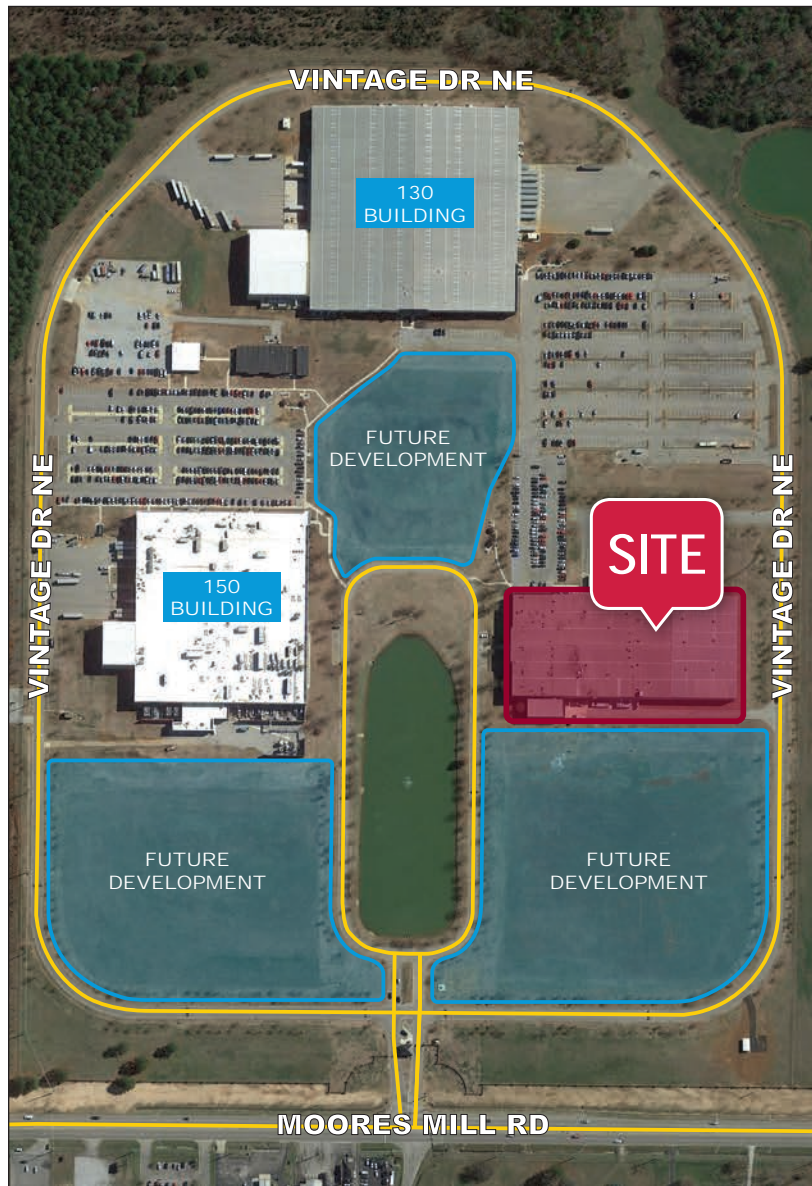 VINTAGE DR NE
130
BUILDING
FUTURE
DEVELOPMENT
VINTAGE DR NE
150
BUILDING
SITE
VINTAGE DR NE
FUTURE
DEVELOPMENT
FUTURE
DEVELOPMENT
MOORES MILL RD